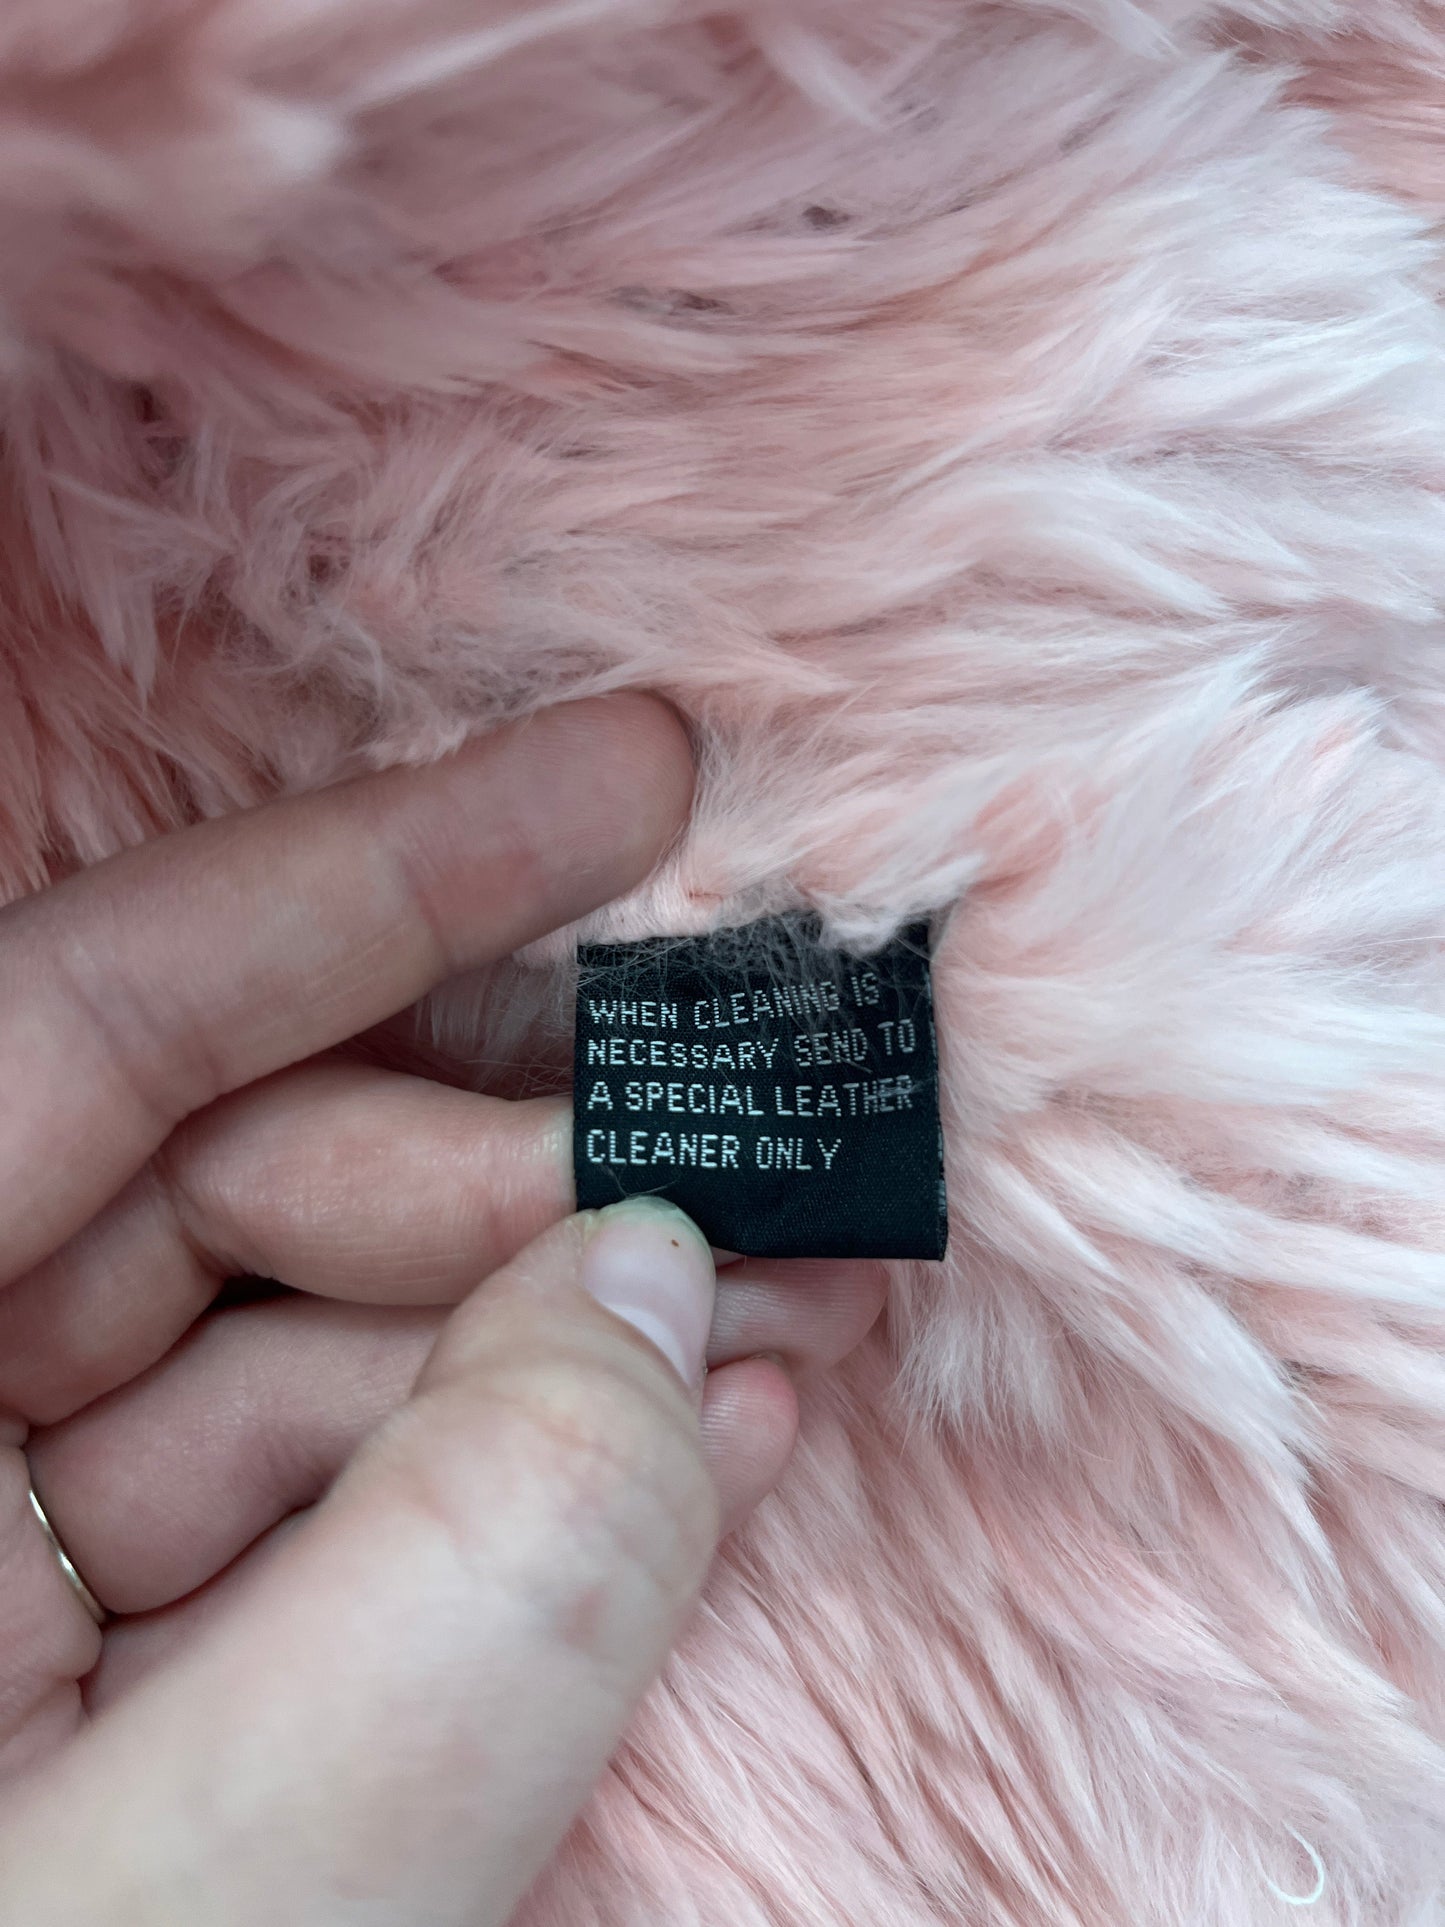 WHEN CLEANING IS
NECESSARY SEND TO
A SPECIAL LEATHER
CLEANER ONLY